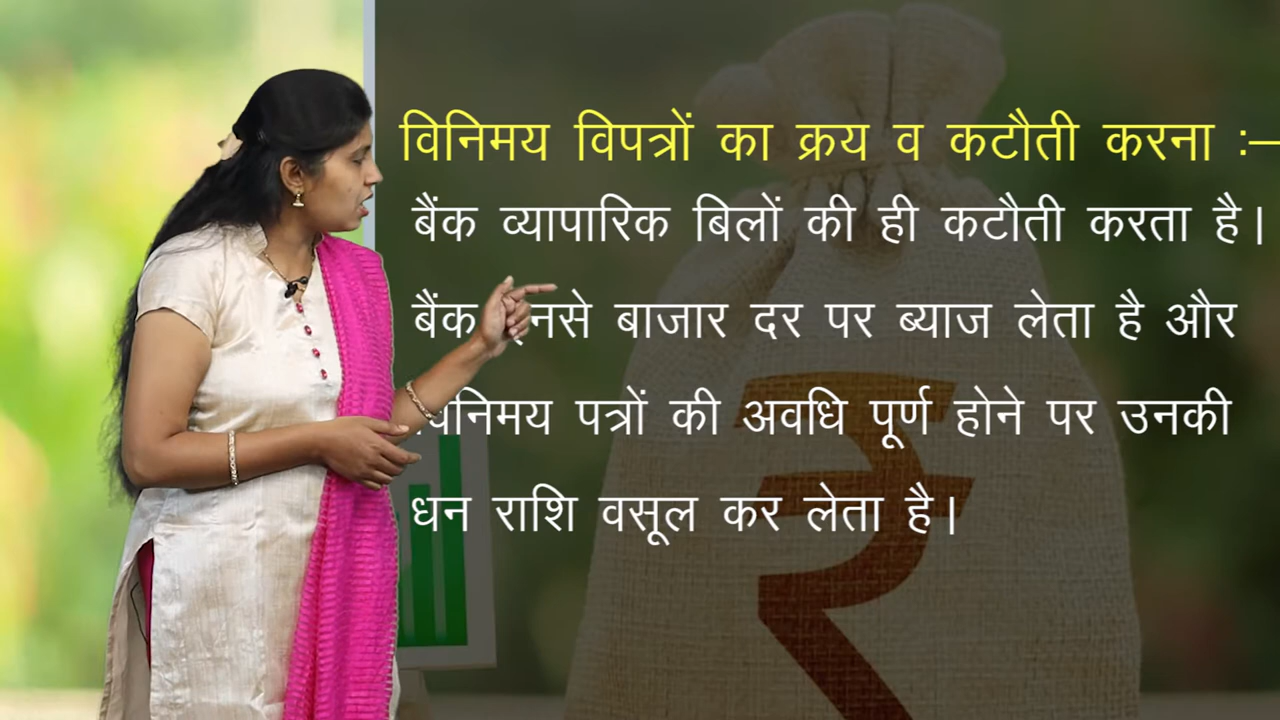 विनिमय विपत्रों का क्रय व कटौती करना :–
बैंक व्यापारिक बिलों की ही कटौती करता है।
बैंक बाजार दर पर ब्याज लेता है और
पत्रों की अवधि पूर्ण होने पर उनकी
धन राशि वसूल कर लेता है।